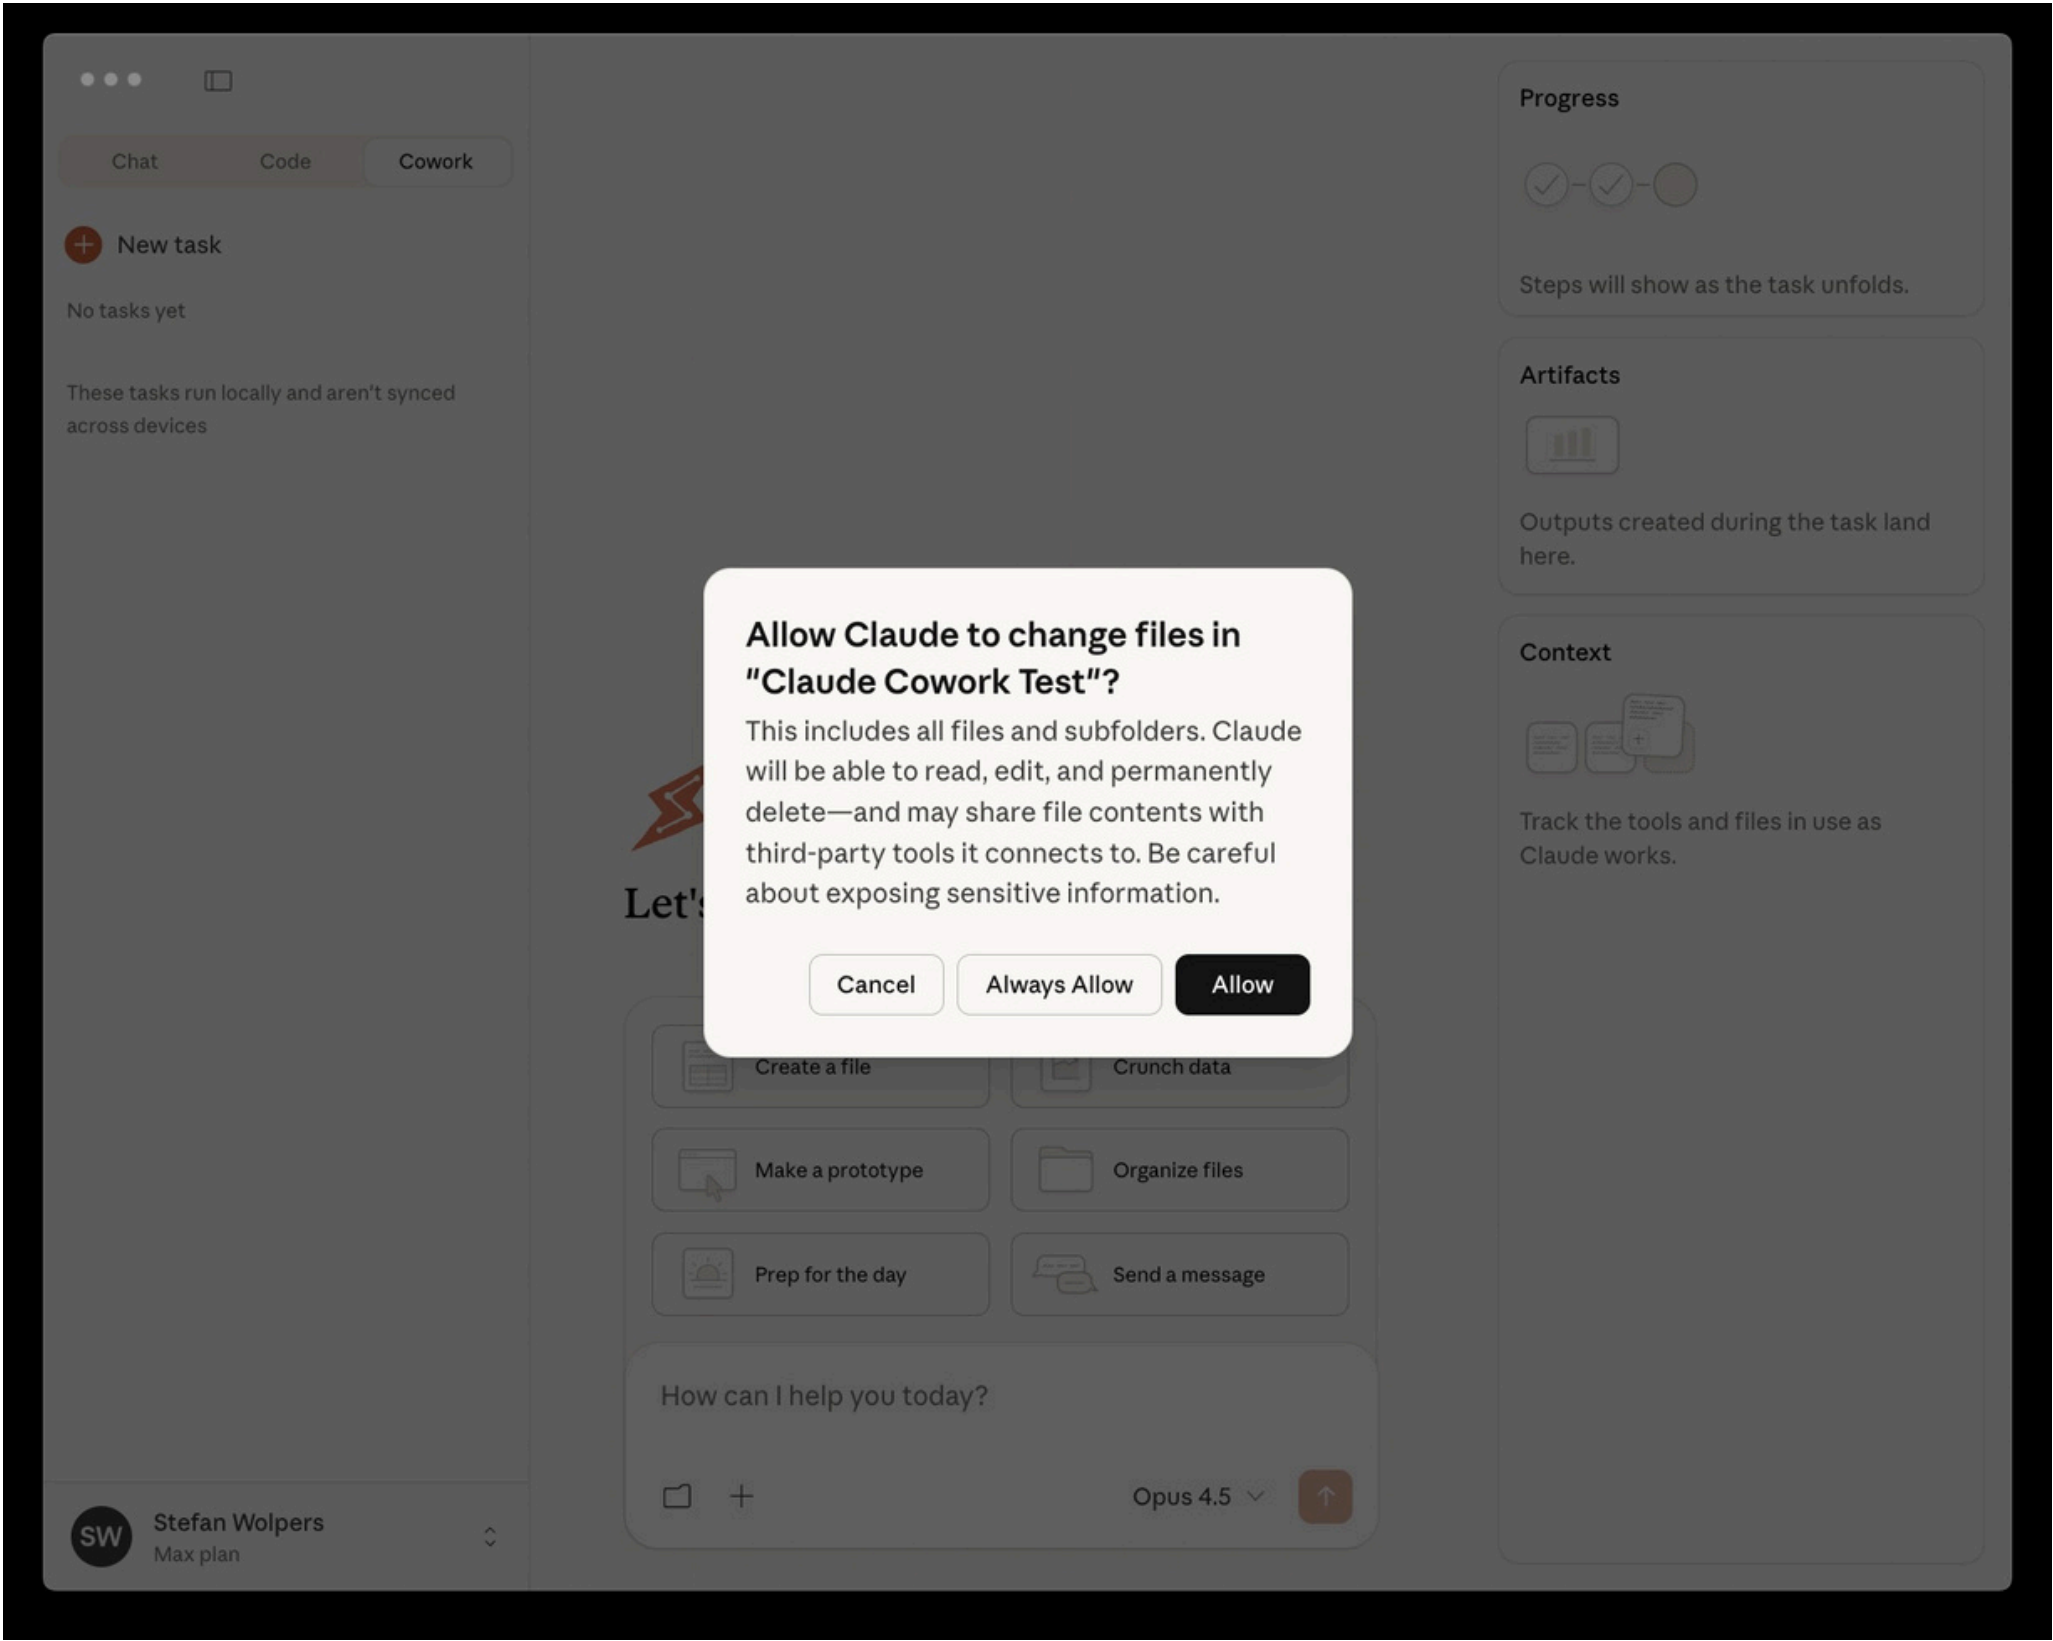 Chat
Code
Cowork
New task
No tasks yet
These tasks run locally and aren't synced
across devices
SW
Stefan Wolpers
Max plan
Let's
Allow Claude to change files in
"Claude Cowork Test"?
This includes all files and subfolders. Claude
will be able to read, edit, and permanently
delete—and may share file contents with
third-party tools it connects to. Be careful
about exposing sensitive information.
Cancel
Always Allow
Allow
Create a file
Crunch data
Make a prototype
Organize files
Prep for the day
Send a message
How can I help you today?
Opus 4.5
Progress
Steps will show as the task unfolds.
Artifacts
Outputs created during the task land
here.
Context
Track the tools and files in use as
Claude works.